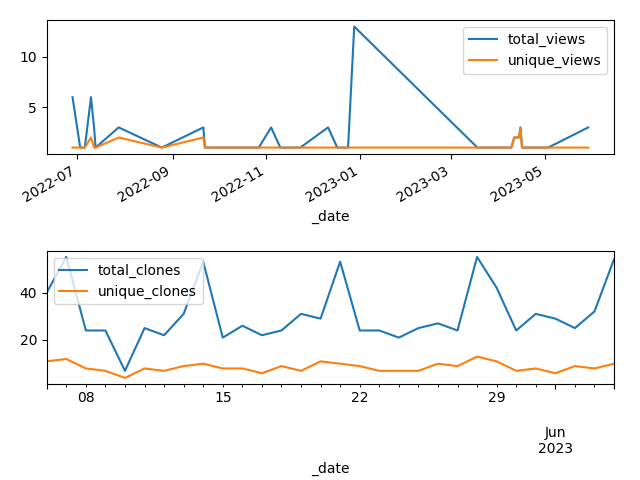 10
5
total_views
unique_views
2022-07
2022-09
2022-11
2023-01
2023-03
2023-05
_date
40
20
total_clones
unique_clones
08
15
22
29
Jun
2023
_date